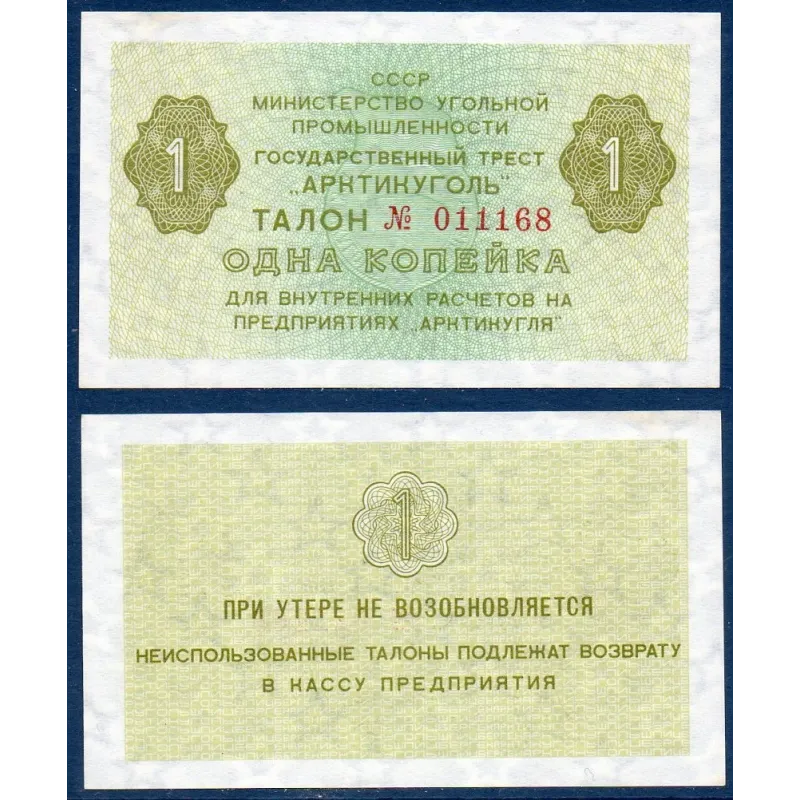 СССР
МИНИСТЕРСТВО УГОЛЬНОЙ
ПРОМЫШЛЕННОСТИ
ГОСУДАРСТВЕННЫЙ ТРЕСТ
1 „АРКТИКУГОЛЬ" 1
ТАЛОН № 011168
ОДНА КОПЕЙКА
ДЛЯ ВНУТРЕННИХ РАСЧЕТОВ НА
ПРЕДПРИЯТИЯХ „АРКТИКУГЛЯ"
1
ПРИ УТЕРЕ НЕ ВОЗОБНОВЛЯЕТСЯ
НЕИСПОЛЬЗОВАННЫЕ ТАЛОНЫ ПОДЛЕЖАТ ВОЗВРАТУ
В КАССУ ПРЕДПРИЯТИЯ